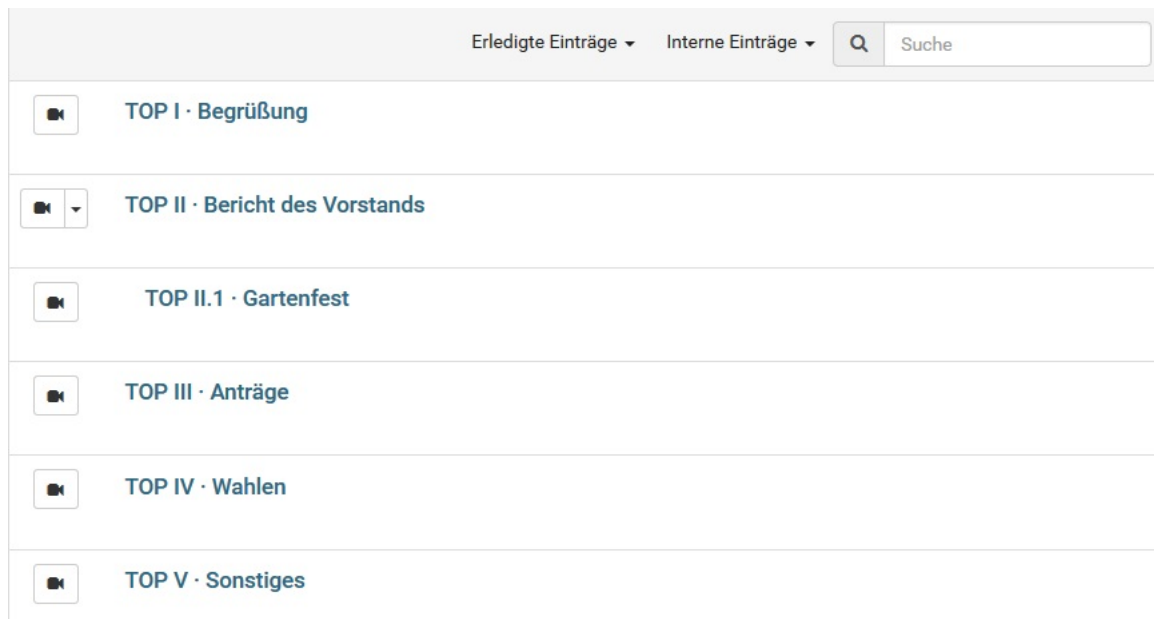 Erledigte Einträge Interne Einträge Suche
TOP I · Begrüßung
TOP II · Bericht des Vorstands
TOP II.1 · Gartenfest
TOP III · Anträge
TOP IV · Wahlen
TOP V · Sonstiges